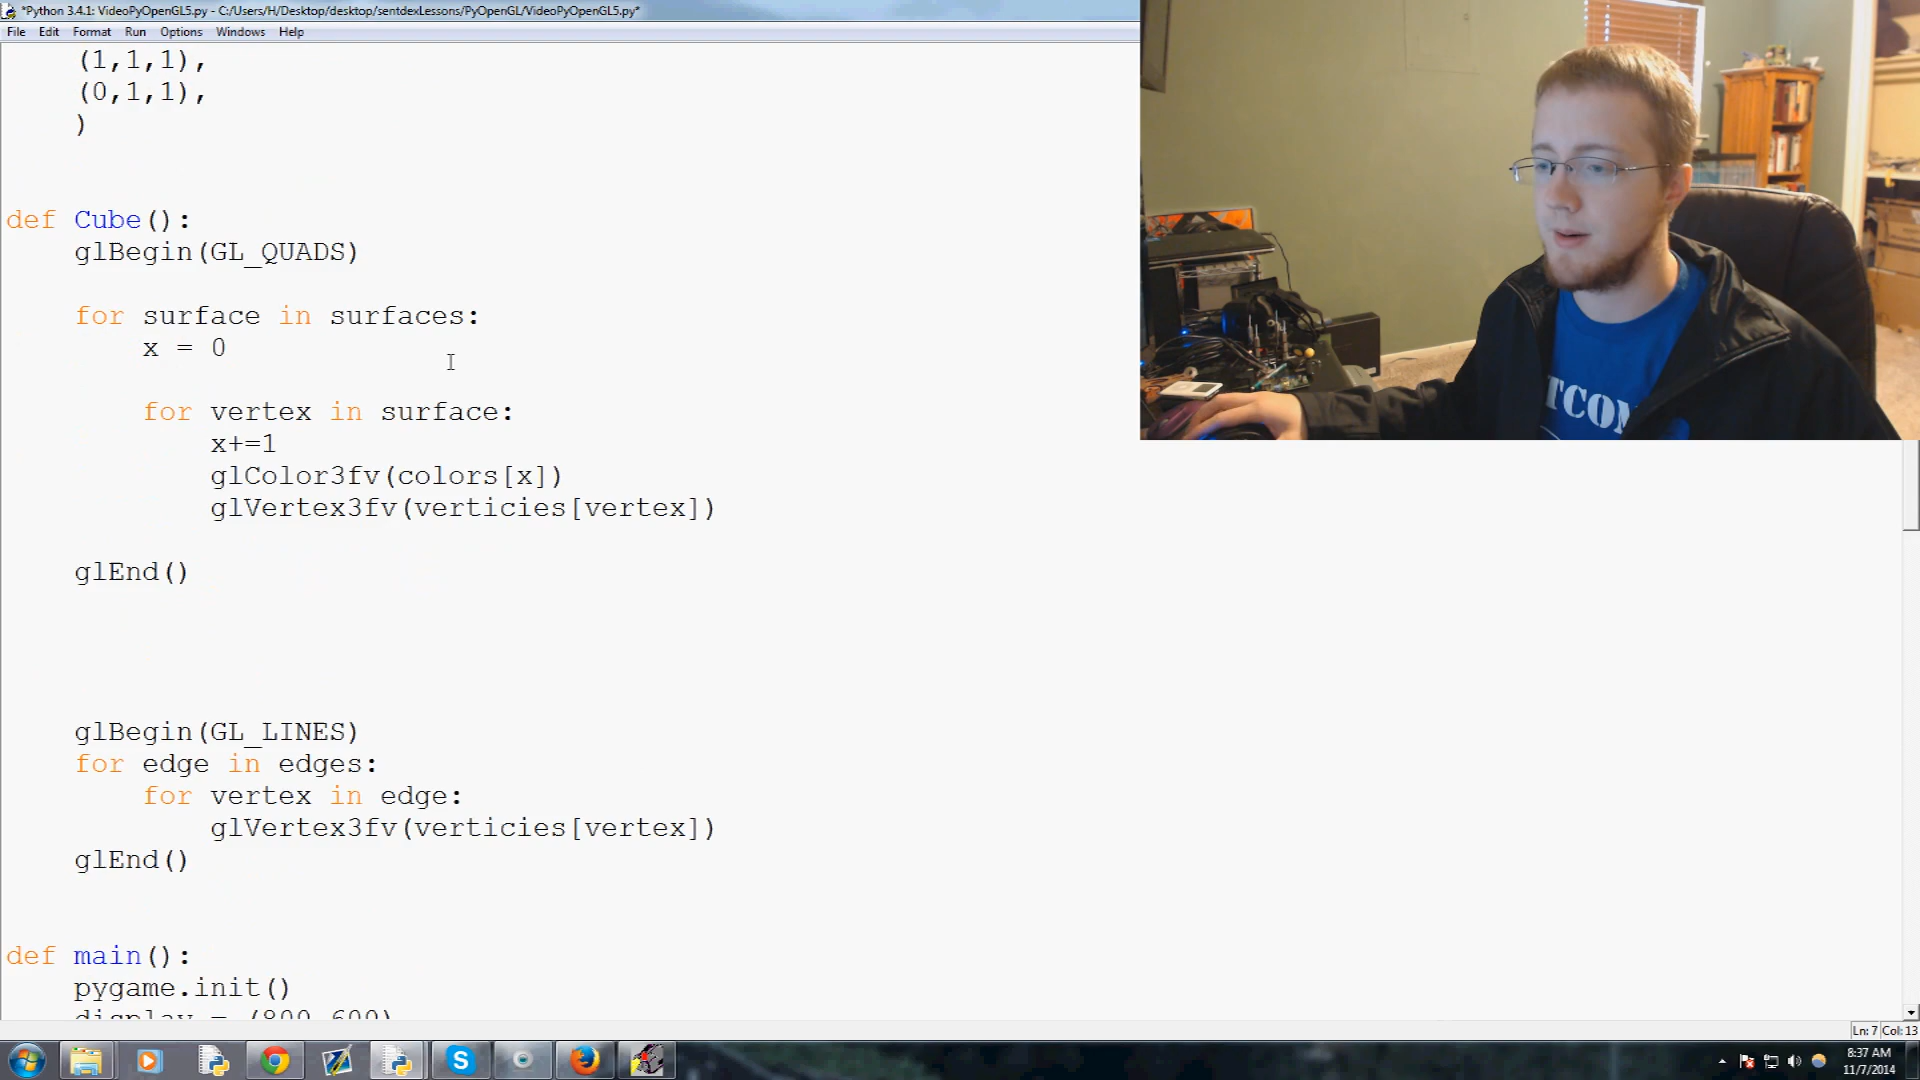 *Python 3.4.1: VideoPyOpenGL5.py - C:/Users/H/Desktop/desktop/sentdexLessons/PyOpenGL/VideoPyOpenGL5.py*
File Edit Format Run Options Windows Help
(1,1,1),
(0,1,1),
)
def Cube():
glBegin(GL_QUADS)
for surface in surfaces:
x = 0
for vertex in surface:
x+=1
glColor3fv(colors[x])
glVertex3fv(verticies[vertex])
glEnd()
glBegin(GL_LINES)
for edge in edges:
for vertex in edge:
glVertex3fv(verticies[vertex])
glEnd()
def main():
pygame.init()
display = (800,600)
Ln: 7 Col: 13
8:37 AM
11/7/2014